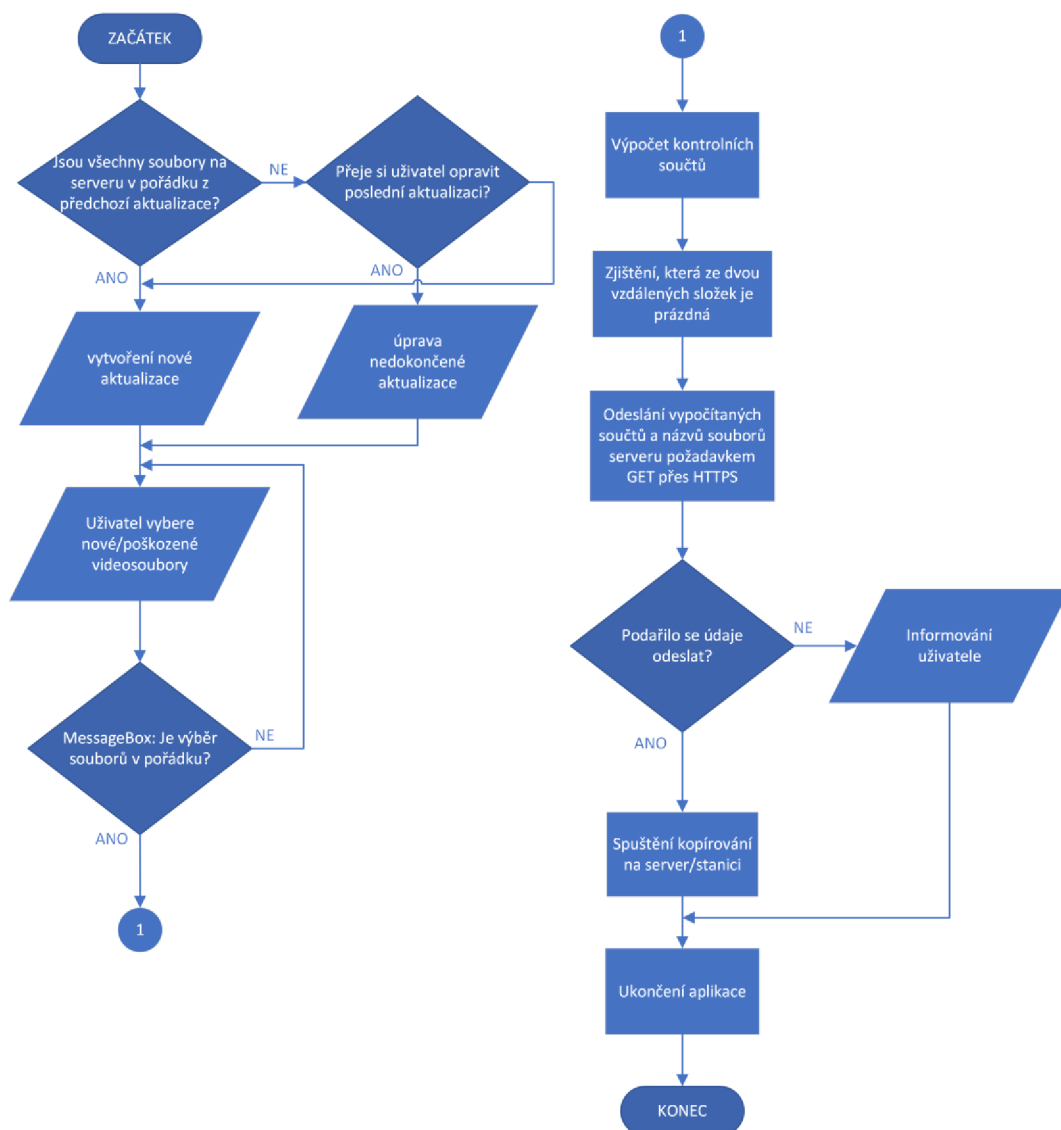 ZAČÁTEK
Jsou všechny soubory na
serveru v pořádku z
předchozí aktualizace?
NE
Přeje si uživatel opravit
poslední aktualizaci?
ANO
ANO
vytvoření nové
aktualizace
úprava
nedokončené
aktualizace
Uživatel vybere
nové/poškozené
videosoubory
MessageBox: Je výběr
souborů v pořádku?
NE
ANO
1
1
Výpočet kontrolních
součtů
Zjištění, která ze dvou
vzdálených složek je
prázdná
Odeslání vypočítaných
součtů a názvů souborů
serveru požadavkem
GET přes HTTPS
Podařilo se údaje
odeslat?
NE
Informování
uživatele
ANO
Spuštění kopírování
na server/stanici
Ukončení aplikace
KONEC